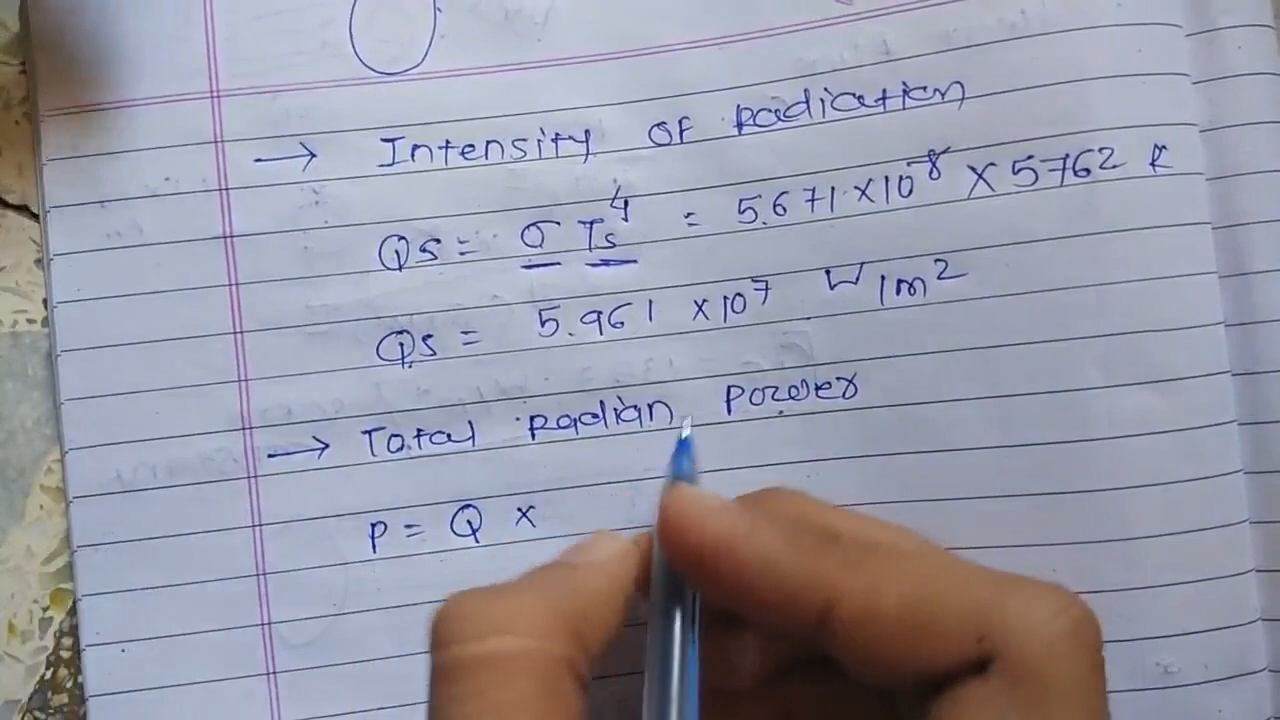 → Intensity OF Radiation
Qs = σ Ts⁴ = 5.671 × 10⁻⁸ × 5762 K
Qs = 5.961 × 10⁷ W/m²
→ Total Radian Power
P = Q ×